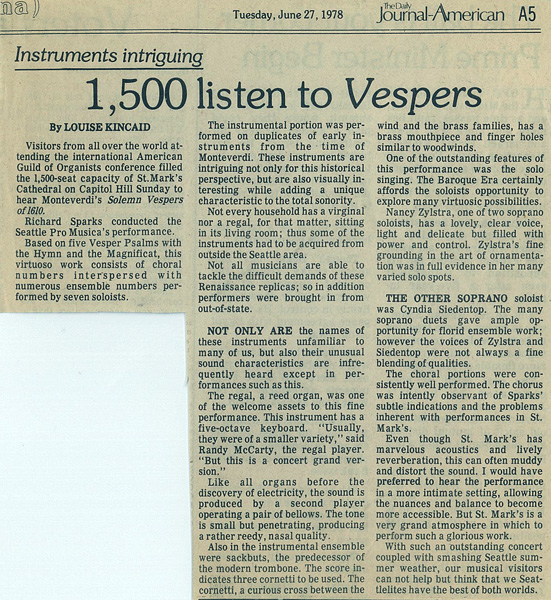 na)
Tuesday, June 27, 1978
The Daily
Journal-American A5
Instruments intriguing
1,500 listen to Vespers
By LOUISE KINCAID
Visitors from all over the world at-
tending the international American
Guild of Organists conference filled
the 1,500-seat capacity of St.Mark's
Cathedral on Capitol Hill Sunday to
hear Monteverdi's Solemn Vespers
of 1610.
Richard Sparks conducted the
Seattle Pro Musica's performance.
Based on five Vesper Psalms with
the Hymn and the Magnificat, this
virtuoso work consists of choral
numbers interspersed with
numerous ensemble numbers per-
formed by seven soloists.
The instrumental portion was per-
formed on duplicates of early in-
struments from the time of
Monteverdi. These instruments are
intriguing not only for this historical
perspective, but are also visually in-
teresting while adding a unique
characteristic to the total sonority.
Not every household has a virginal
nor a regal, for that matter, sitting
in its living room; thus some of the
instruments had to be acquired from
outside the Seattle area.
Not all musicians are able to
tackle the difficult demands of these
Renaissance replicas; so in addition
performers were brought in from
out-of-state.
NOT ONLY ARE the names of
these instruments unfamiliar to
many of us, but also their unusual
sound characteristics are infre-
quently heard except in per-
formances such as this.
The regal, a reed organ, was one
of the welcome assets to this fine
performance. This instrument has a
five-octave keyboard. "Usually,
they were of a smaller variety," said
Randy McCarty, the regal player.
"But this is a concert grand ver-
sion."
Like all organs before the
discovery of electricity, the sound is
produced by a second player
operating a pair of bellows. The tone
is small but penetrating, producing
a rather reedy, nasal quality.
Also in the instrumental ensemble
were sackbuts, the predecessor of
the modern trombone. The score in-
dicates three cornetti to be used. The
cornetti, a curious cross between the
wind and the brass families, has a
brass mouthpiece and finger holes
similar to woodwinds.
One of the outstanding features of
this performance was the solo
singing. The Baroque Era certainly
affords the soloists opportunity to
explore many virtuosic possibilities.
Nancy Zylstra, one of two soprano
soloists, has a lovely, clear voice,
light and delicate but filled with
power and control. Zylstra's fine
grounding in the art of ornamenta-
tion was in full evidence in her many
varied solo spots.
THE OTHER SOPRANO soloist
was Cyndia Siedentop. The many
soprano duets gave ample op-
portunity for florid ensemble work;
however the voices of Zylstra and
Siedentop were not always a fine
blending of qualities.
The choral portions were con-
sistently well performed. The chorus
was intently observant of Sparks'
subtle indications and the problems
inherent with performances in St.
Mark's.
Even though St. Mark's has
marvelous acoustics and lively
reverberation, this can often muddy
and distort the sound. I would have
preferred to hear the performance
in a more intimate setting, allowing
the nuances and balance to become
more accessible. But St. Mark's is a
very grand atmosphere in which to
perform such a glorious work.
With such an outstanding concert
coupled with smashing Seattle sum-
mer weather, our musical visitors
can not help but think that we Seat-
tleites have the best of both worlds.